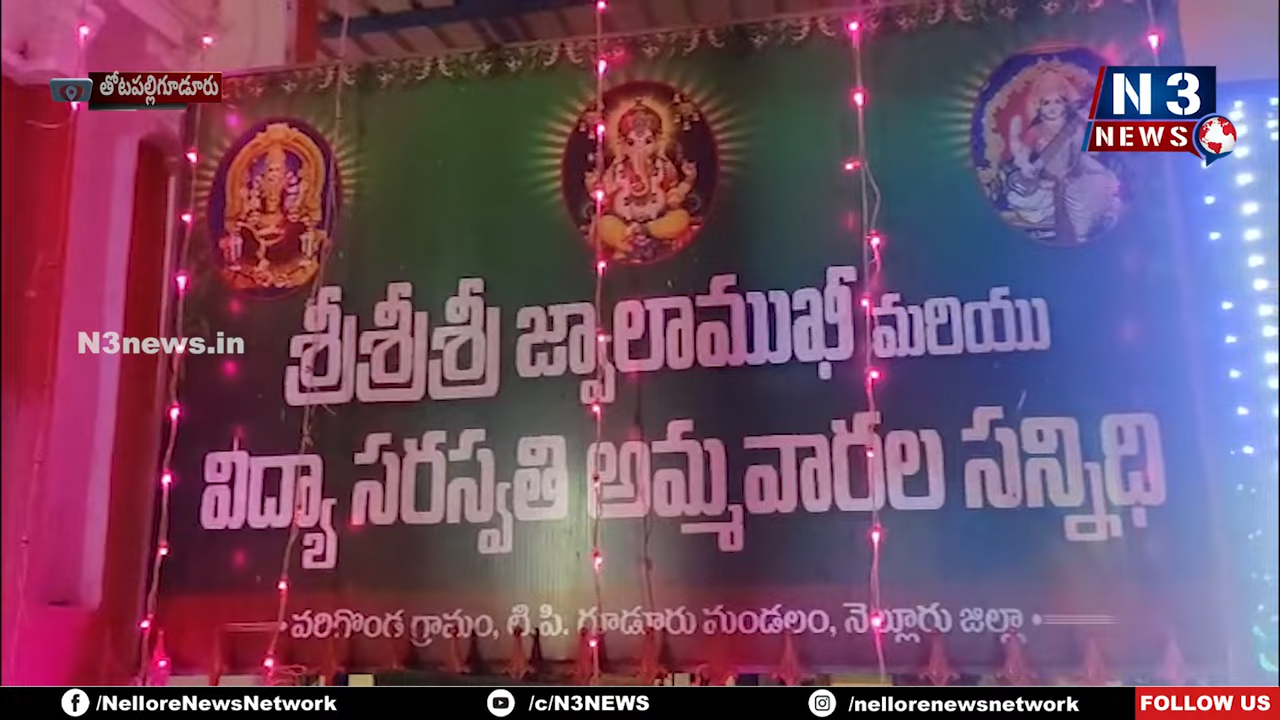 తోటపల్లిగూడూరు
N3
NEWS
N3news.in
శ్రీశ్రీశ్రీ జ్వాలాముఖీ మరియు
విద్యా సరస్వతి అమ్మవారల సన్నిధి
వరిగొండ గ్రామం, టి.పి. గూడూరు మండలం, నెల్లూరు జిల్లా
/NelloreNewsNetwork
/c/N3NEWS
/nellorenewsnetwork
FOLLOW US